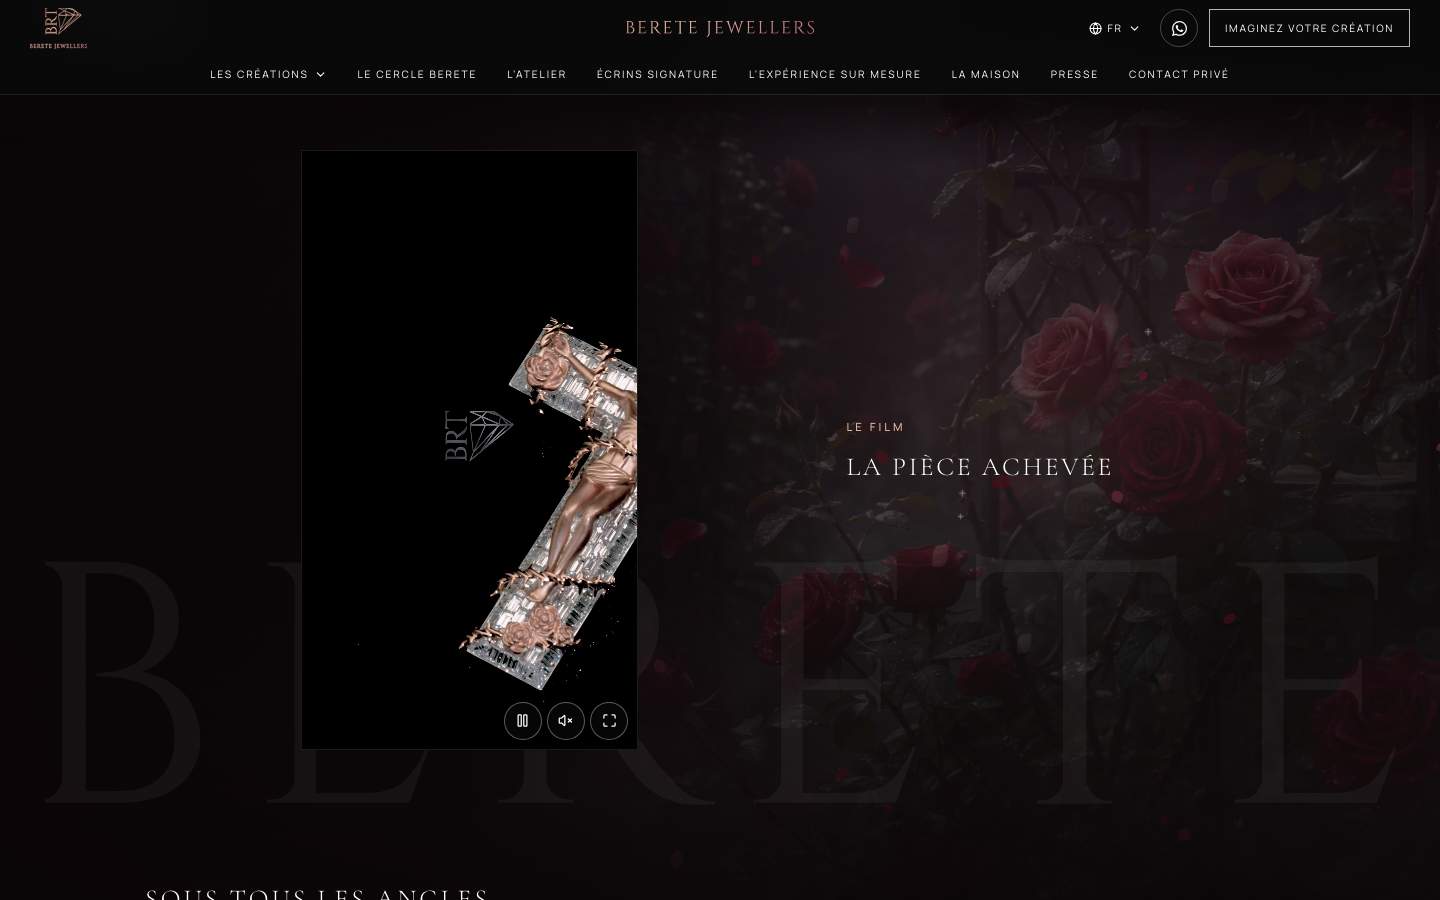 BRT
BERETE JEWELLERS
BERETE JEWELLERS
FR
IMAGINEZ VOTRE CRÉATION
LES CRÉATIONS
LE CERCLE BERETE
L'ATELIER
ÉCRINS SIGNATURE
L'EXPÉRIENCE SUR MESURE
LA MAISON
PRESSE
CONTACT PRIVÉ
BRT
LE FILM
LA PIÈCE ACHEVÉE
BERETE
SOUS TOUS LES ANGLES